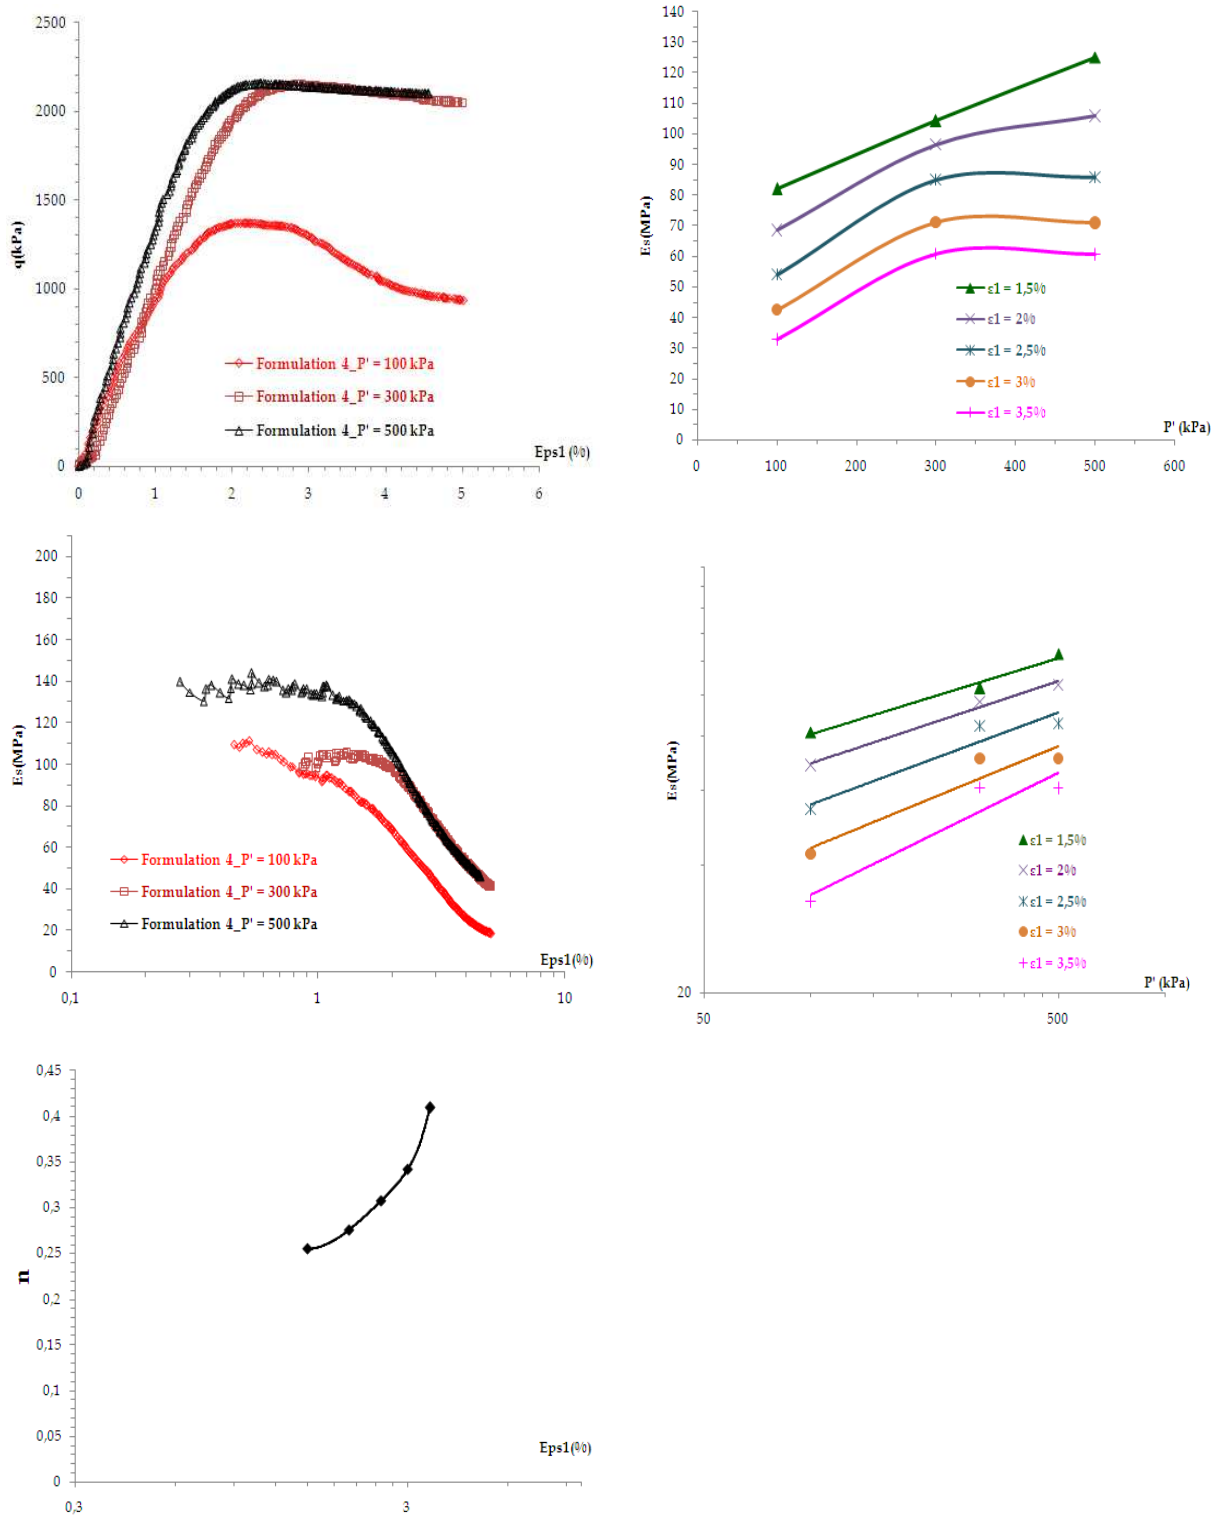 2500
2000
1500
1000
500
0
q(kPa)
Formulation 4_P' = 100 kPa
Formulation 4_P' = 300 kPa
Formulation 4_P' = 500 kPa
Eps1 (%)
0 1 2 3 4 5 6
140
130
120
110
100
90
80
70
60
50
40
30
20
10
0
Es(MPa)
ε1 = 1,5%
ε1 = 2%
ε1 = 2,5%
ε1 = 3%
ε1 = 3,5%
P' (kPa)
0 100 200 300 400 500 600
200
180
160
140
120
100
80
60
40
20
0
Es(MPa)
Formulation 4_P' = 100 kPa
Formulation 4_P' = 300 kPa
Formulation 4_P' = 500 kPa
Eps1(%)
0,1 1 10
Es(MPa)
ε1 = 1,5%
ε1 = 2%
ε1 = 2,5%
ε1 = 3%
ε1 = 3,5%
P' (kPa)
20
50 500
0,45
0,4
0,35
0,3
0,25
0,2
0,15
0,1
0,05
0
n
Eps1(%)
0,3 3